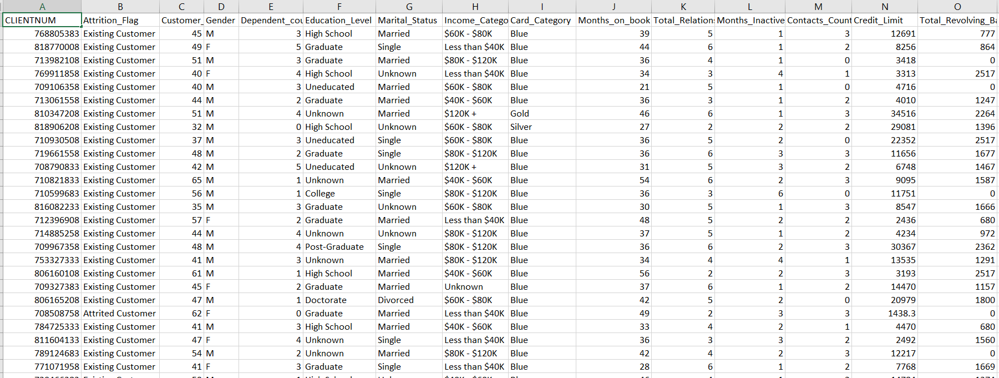 A B C D E F G H I J K L M N O
CLIENTNUM Attrition_Flag Customer_ Gender Dependent_cou Education_Level Marital_Status Income_Catego Card_Category Months_on_book Total_Relation Months_Inactive Contacts_Count Credit_Limit Total_Revolving_Ba
768805383 Existing Customer 45 M 3 High School Married $60K - $80K Blue 39 5 1 3 12691 777
818770008 Existing Customer 49 F 5 Graduate Single Less than $40K Blue 44 6 1 2 8256 864
713982108 Existing Customer 51 M 3 Graduate Married $80K - $120K Blue 36 4 1 0 3418 0
769911858 Existing Customer 40 F 4 High School Unknown Less than $40K Blue 34 3 4 1 3313 2517
709106358 Existing Customer 40 M 3 Uneducated Married $60K - $80K Blue 21 5 1 0 4716 0
713061558 Existing Customer 44 M 2 Graduate Married $40K - $60K Blue 36 3 1 2 4010 1247
810347208 Existing Customer 51 M 4 Unknown Married $120K + Gold 46 6 1 3 34516 2264
818906208 Existing Customer 32 M 0 High School Unknown $60K - $80K Silver 27 2 2 2 29081 1396
710930508 Existing Customer 37 M 3 Uneducated Single $60K - $80K Blue 36 5 2 0 22352 2517
719661558 Existing Customer 48 M 2 Graduate Single $80K - $120K Blue 36 6 3 3 11656 1677
708790833 Existing Customer 42 M 5 Uneducated Unknown $120K + Blue 31 5 3 2 6748 1467
710821833 Existing Customer 65 M 1 Unknown Married $40K - $60K Blue 54 6 2 3 9095 1587
710599683 Existing Customer 56 M 1 College Single $80K - $120K Blue 36 3 6 0 11751 0
816082233 Existing Customer 35 M 3 Graduate Unknown $60K - $80K Blue 30 5 1 3 8547 1666
712396908 Existing Customer 57 F 2 Graduate Married Less than $40K Blue 48 5 2 2 2436 680
714885258 Existing Customer 44 M 4 Unknown Unknown $80K - $120K Blue 37 5 1 2 4234 972
709967358 Existing Customer 48 M 4 Post-Graduate Single $80K - $120K Blue 36 6 2 3 30367 2362
753327333 Existing Customer 41 M 3 Unknown Married $80K - $120K Blue 34 4 4 1 13535 1291
806160108 Existing Customer 61 M 1 High School Married $40K - $60K Blue 56 2 2 3 3193 2517
709327383 Existing Customer 45 F 2 Graduate Married Unknown Blue 37 6 1 2 14470 1157
806165208 Existing Customer 47 M 1 Doctorate Divorced $60K - $80K Blue 42 5 2 0 20979 1800
708508758 Attrited Customer 62 F 0 Graduate Married Less than $40K Blue 49 2 3 3 1438.3 0
784725333 Existing Customer 41 M 3 High School Married $40K - $60K Blue 33 4 2 1 4470 680
811604133 Existing Customer 47 F 4 Unknown Single Less than $40K Blue 36 3 3 2 2492 1560
789124683 Existing Customer 54 M 2 Unknown Married $80K - $120K Blue 42 4 2 3 12217 0
771071958 Existing Customer 41 F 3 Graduate Single Less than $40K Blue 28 6 1 2 7768 1669